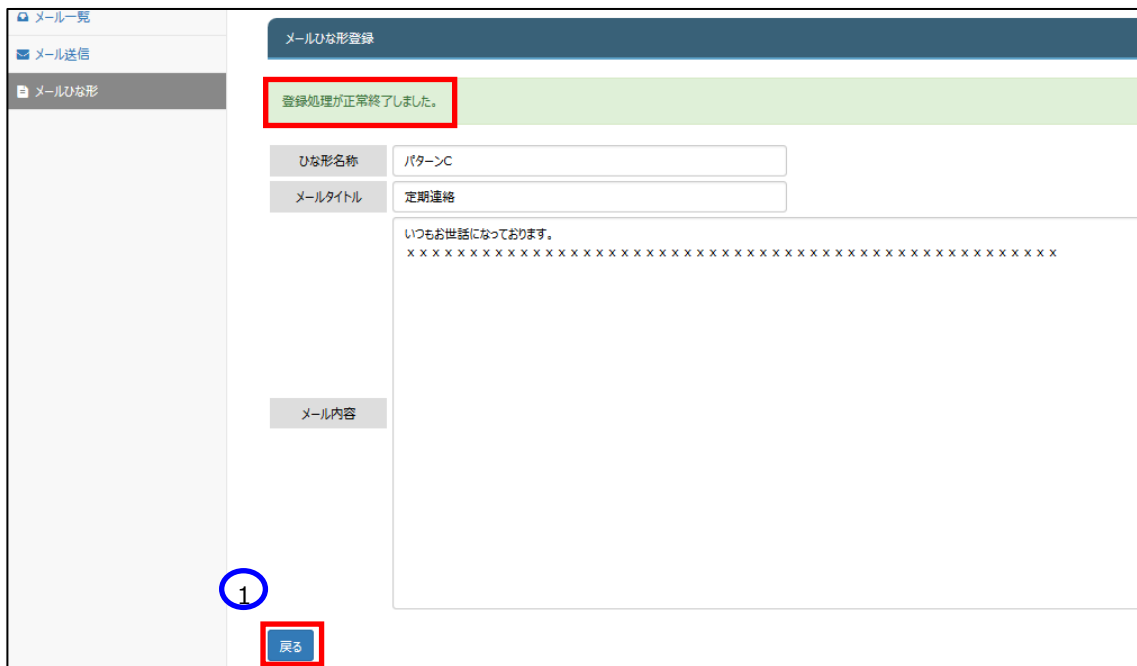 メール一覧
メール送信
メールひな形
メールひな形登録
登録処理が正常終了しました。
ひな形名称
パターンC
メールタイトル
定期連絡
メール内容
いつもお世話になっております。
ｘｘｘｘｘｘｘｘｘｘｘｘｘｘｘｘｘｘｘｘｘｘｘｘｘｘｘｘｘｘｘｘｘｘｘｘｘｘｘｘｘｘｘｘｘｘｘｘｘｘｘｘ
1
戻る